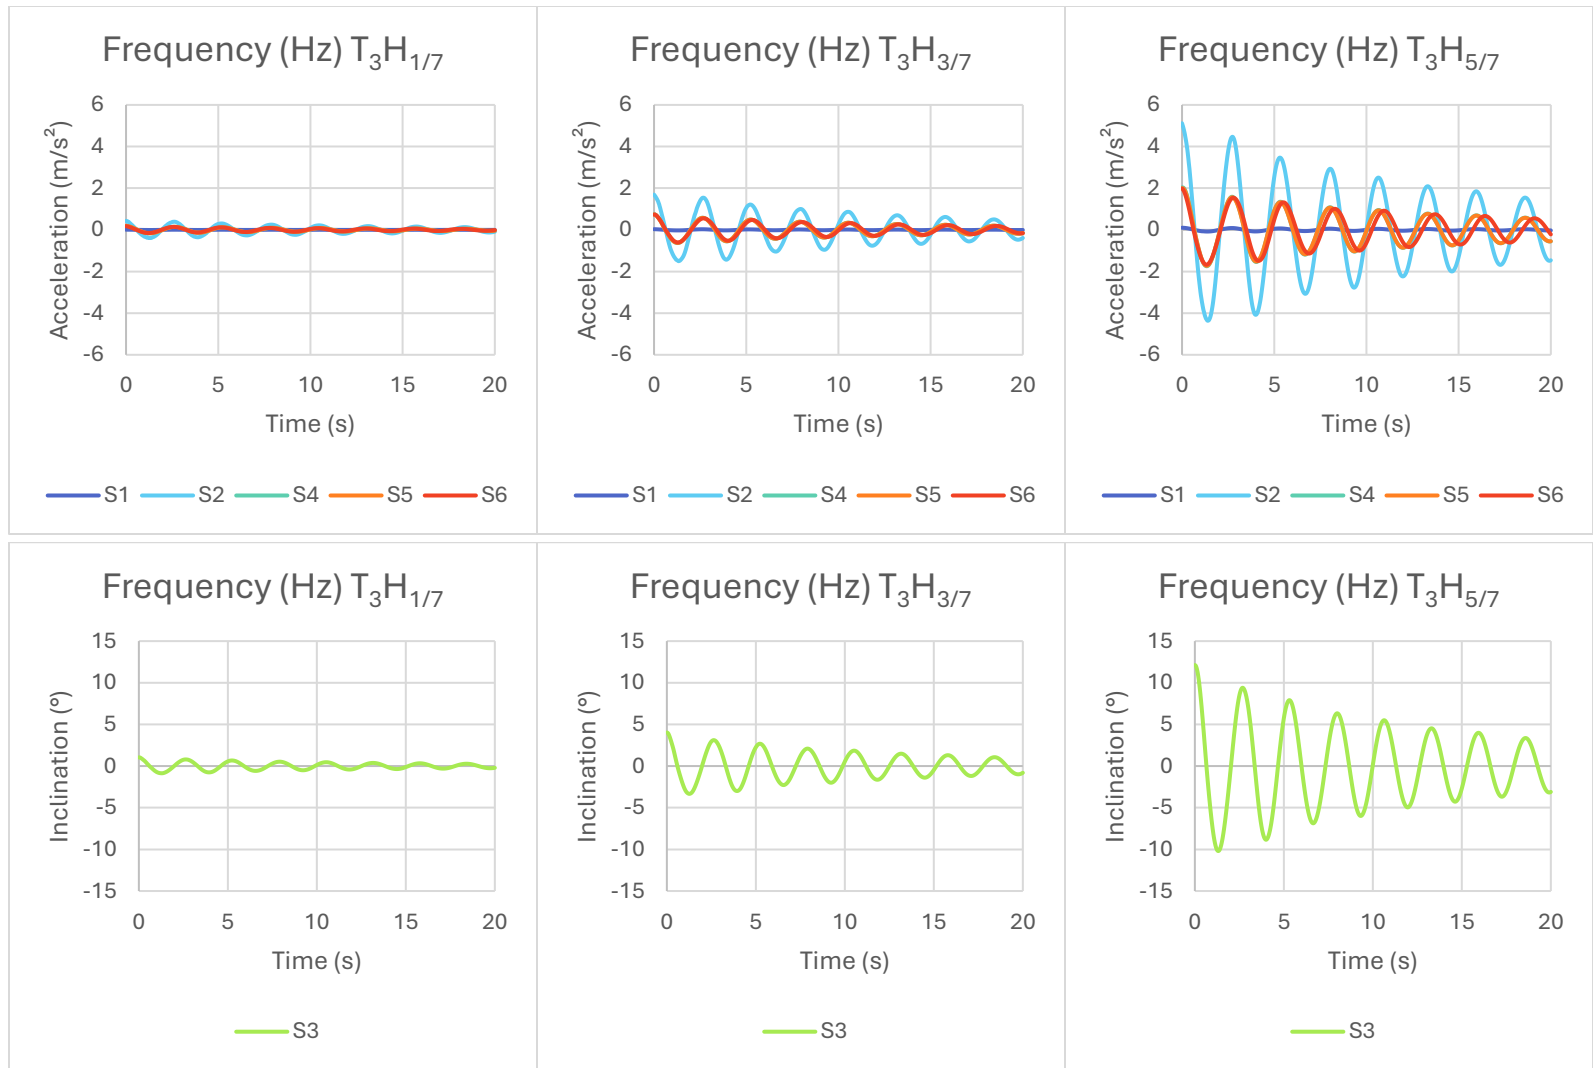 Frequency (Hz) T₃H₁/₇
6
4
2
0
-2
-4
-6
Acceleration (m/s²)
0 5 10 15 20
Time (s)
S1 S2 S4 S5 S6
Frequency (Hz) T₃H₃/₇
6
4
2
0
-2
-4
-6
Acceleration (m/s²)
0 5 10 15 20
Time (s)
S1 S2 S4 S5 S6
Frequency (Hz) T₃H₅/₇
6
4
2
0
-2
-4
-6
Acceleration (m/s²)
0 5 10 15 20
Time (s)
S1 S2 S4 S5 S6
Frequency (Hz) T₃H₁/₇
15
10
5
0
-5
-10
-15
Inclination (º)
0 5 10 15 20
Time (s)
S3
Frequency (Hz) T₃H₃/₇
15
10
5
0
-5
-10
-15
Inclination (º)
0 5 10 15 20
Time (s)
S3
Frequency (Hz) T₃H₅/₇
15
10
5
0
-5
-10
-15
Inclination (º)
0 5 10 15 20
Time (s)
S3